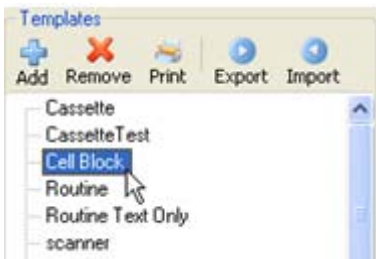 Templates
Add Remove Print Export Import
Cassette
CassetteTest
Cell Block
Routine
Routine Text Only
scanner